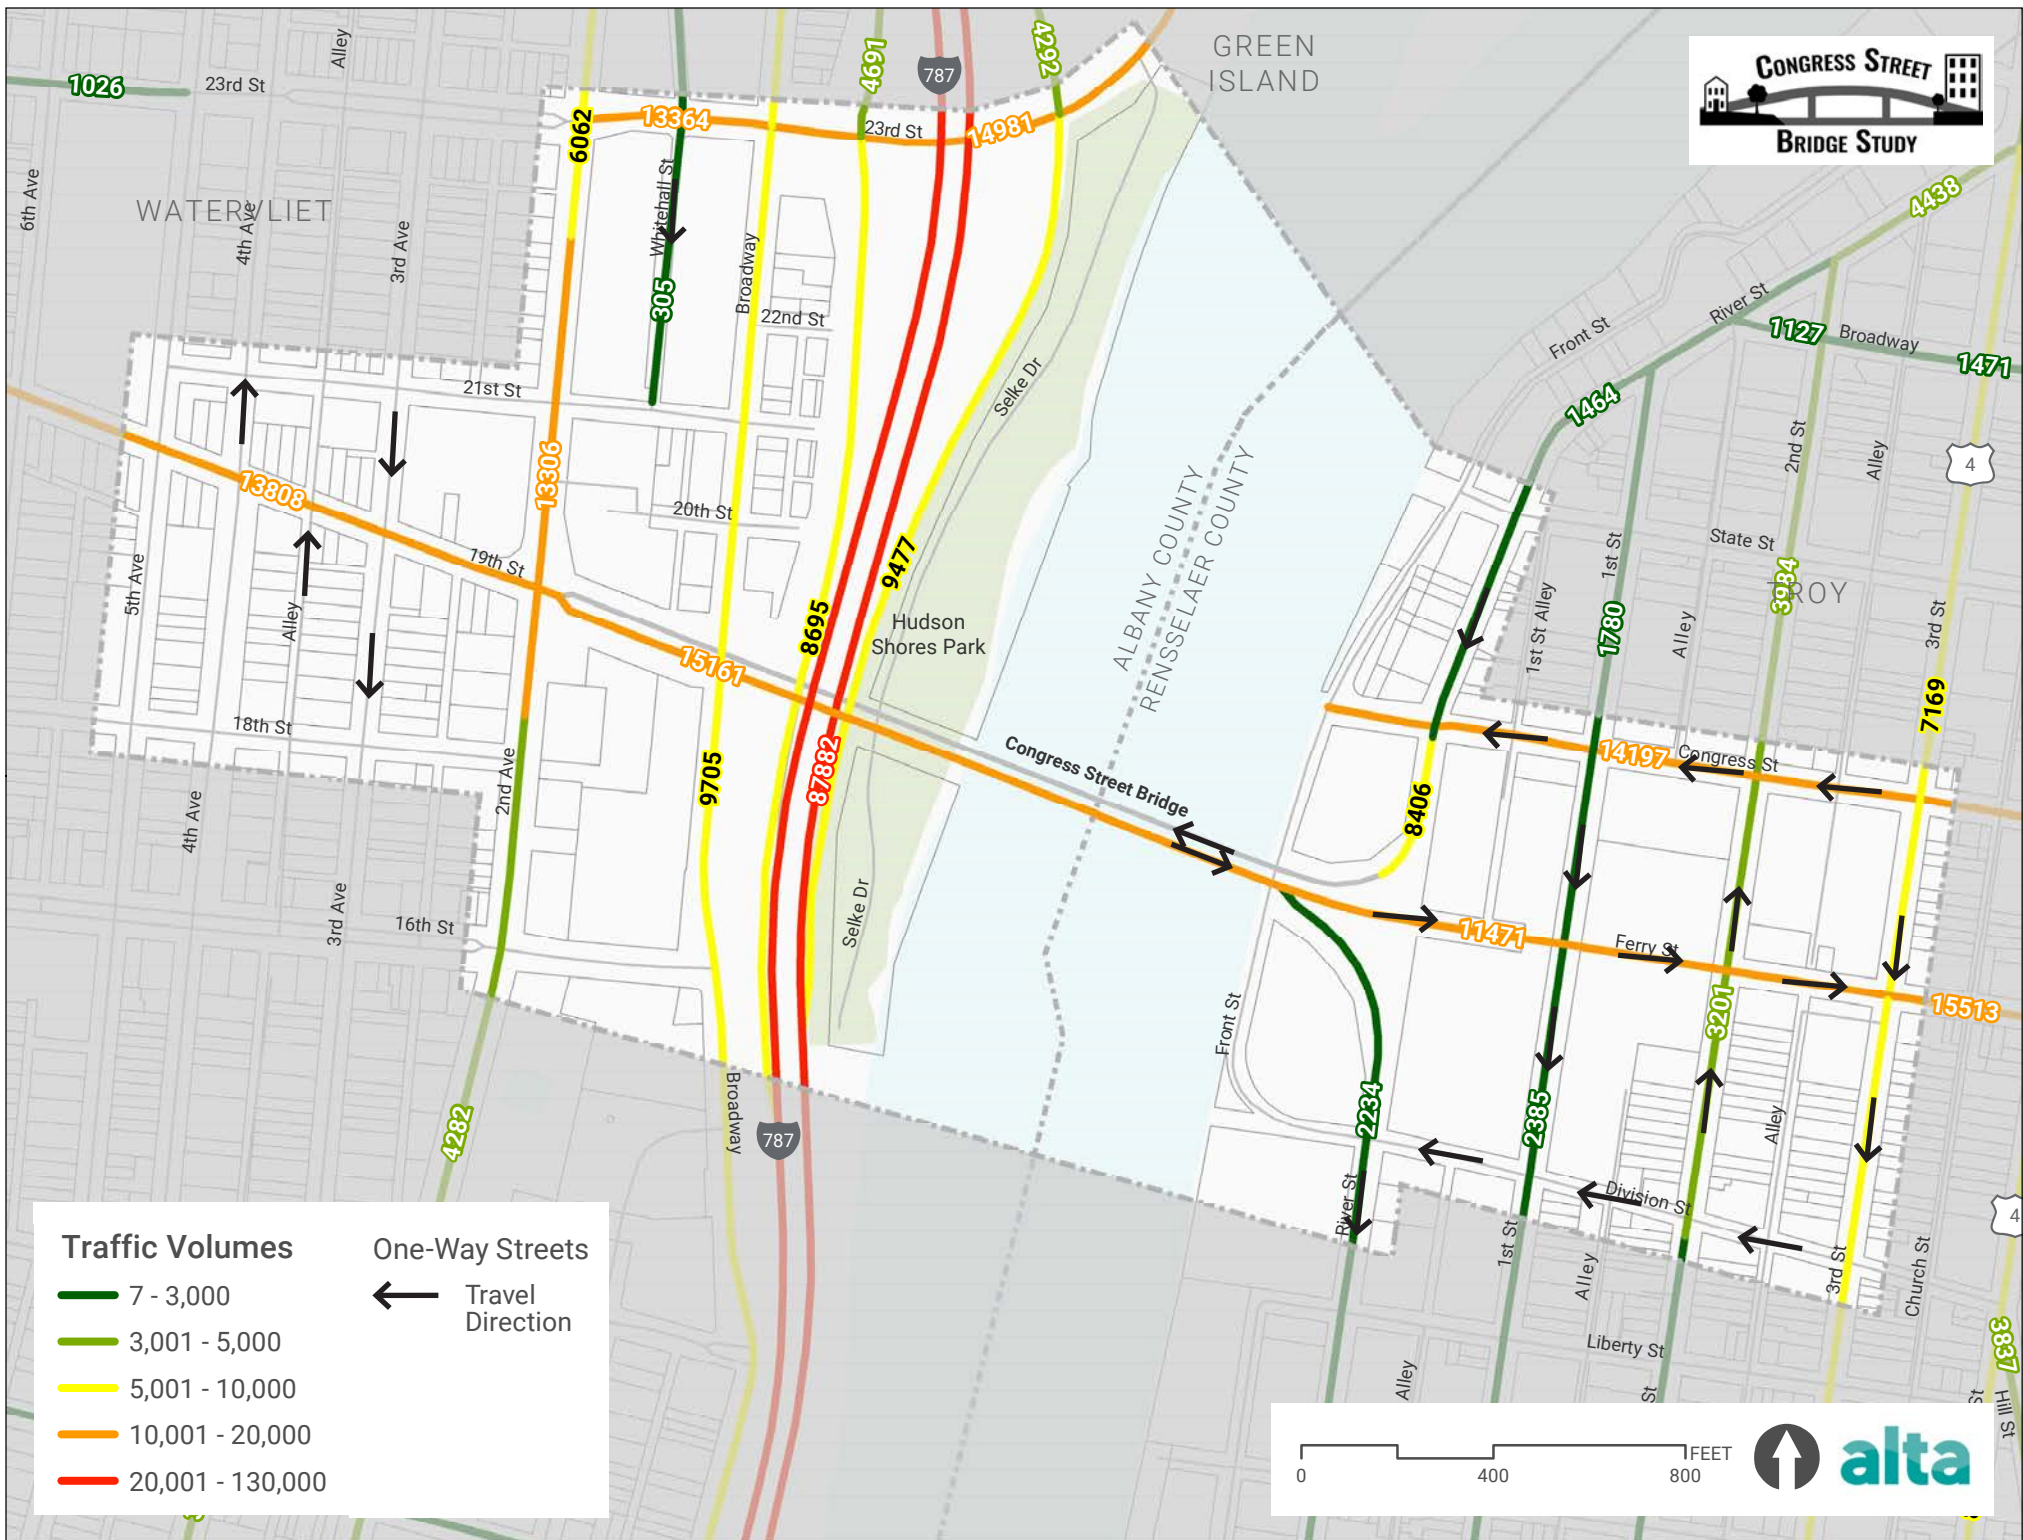 GREEN
ISLAND
CONGRESS STREET
BRIDGE STUDY
787
4691
4292
1026
23rd St
Alley
6062
13364
23rd St
14981
6th Ave
WATERVLIET
4th Ave
3rd Ave
Whitehall St
305
Broadway
22nd St
4438
River St
Front St
1127
Broadway
1471
1464
21st St
Selke Dr
13306
13808
20th St
19th St
9477
2nd St
Alley
4
State St
1st St
1st St Alley
Alley
3984
TROY
3rd St
1780
5th Ave
Alley
8695
Hudson
Shores Park
ALBANY COUNTY
RENSSELAER COUNTY
15161
7169
18th St
2nd Ave
9705
87882
Congress Street Bridge
14197
Congress St
8406
4th Ave
3rd Ave
16th St
Selke Dr
11471
Ferry St
3201
15513
Front St
Broadway
787
4282
2234
2385
Alley
River St
Division St
1st St
Alley
3rd St
Church St
4
Traffic Volumes
7 - 3,000
3,001 - 5,000
5,001 - 10,000
10,001 - 20,000
20,001 - 130,000
One-Way Streets
Travel
Direction
Liberty St
3837
Alley
St
St
Hill St
FEET
0
400
800
alta